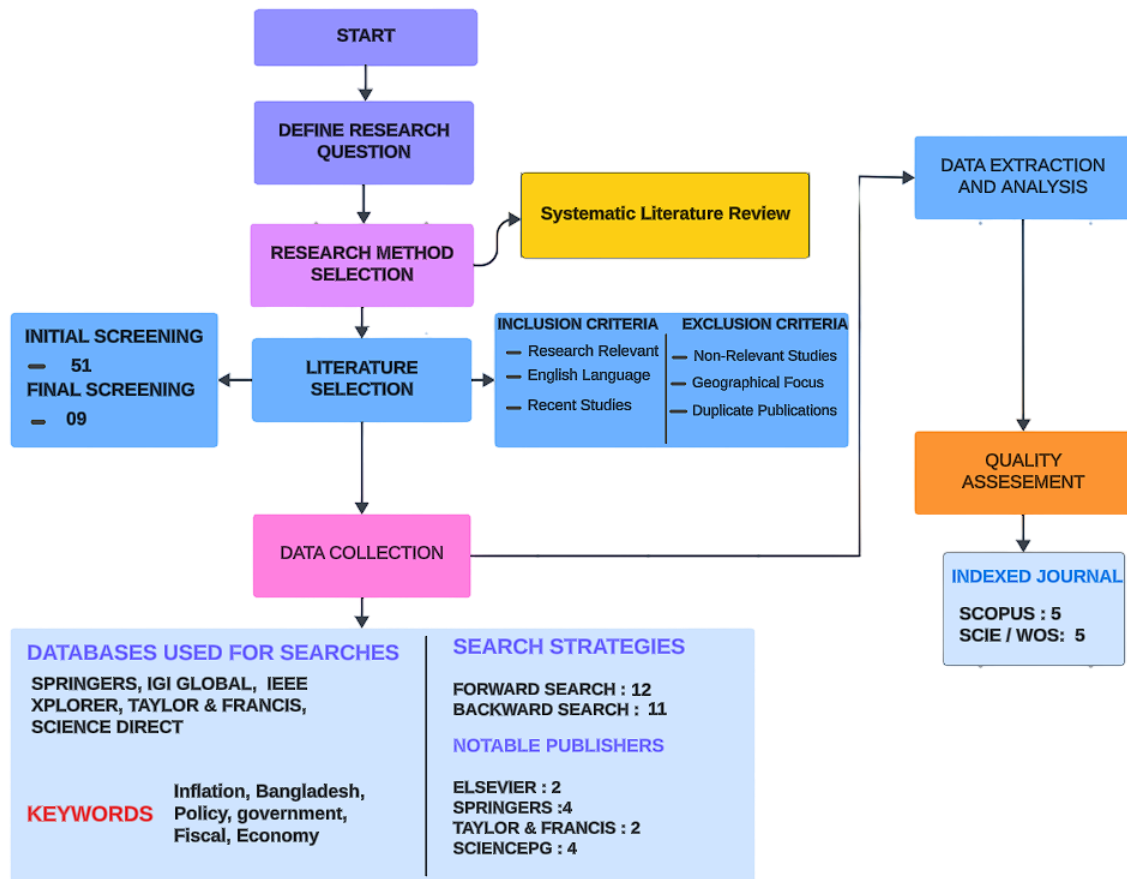 START
DEFINE RESEARCH
QUESTION
RESEARCH METHOD
SELECTION
Systematic Literature Review
LITERATURE
SELECTION
INITIAL SCREENING
– 51
FINAL SCREENING
– 09
INCLUSION CRITERIA
– Research Relevant
– English Language
– Recent Studies
EXCLUSION CRITERIA
– Non-Relevant Studies
– Geographical Focus
– Duplicate Publications
DATA COLLECTION
DATABASES USED FOR SEARCHES
SPRINGERS, IGI GLOBAL, IEEE
XPLORER, TAYLOR & FRANCIS,
SCIENCE DIRECT
KEYWORDS
Inflation, Bangladesh,
Policy, government,
Fiscal, Economy
SEARCH STRATEGIES
FORWARD SEARCH : 12
BACKWARD SEARCH : 11
NOTABLE PUBLISHERS
ELSEVIER : 2
SPRINGERS :4
TAYLOR & FRANCIS : 2
SCIENCEPG : 4
DATA EXTRACTION
AND ANALYSIS
QUALITY
ASSESEMENT
INDEXED JOURNAL
SCOPUS : 5
SCIE / WOS: 5